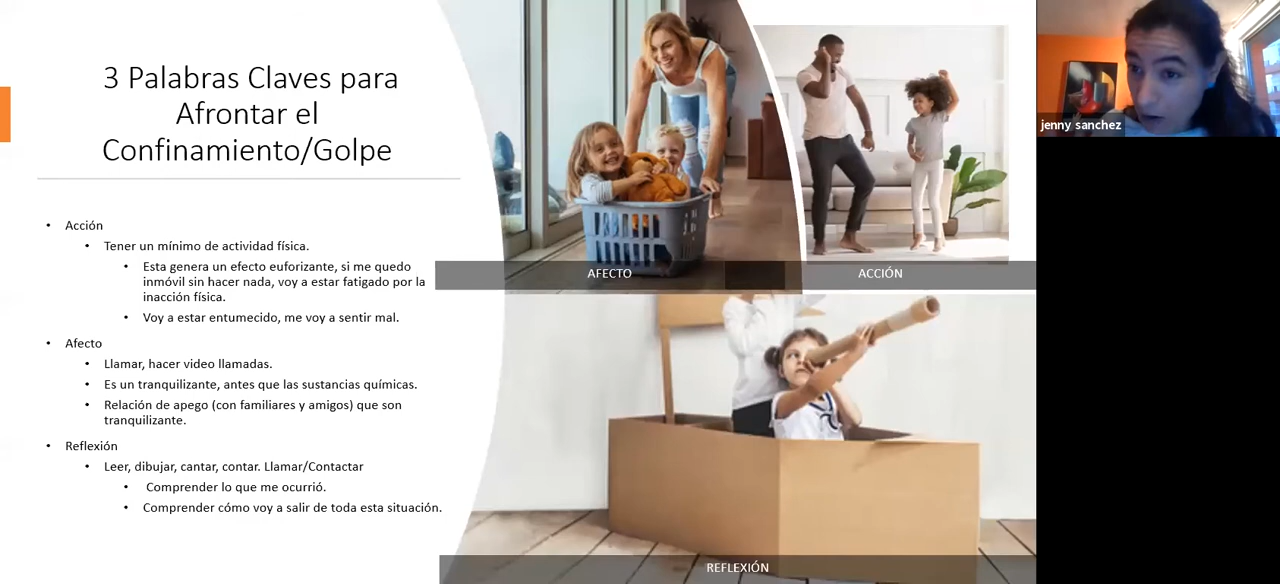 3 Palabras Claves para
Afrontar el
Confinamiento/Golpe
• Acción
• Tener un mínimo de actividad física.
• Esta genera un efecto euforizante, si me quedo
inmóvil sin hacer nada, voy a estar fatigado por la
inacción física.
• Voy a estar entumecido, me voy a sentir mal.
• Afecto
• Llamar, hacer video llamadas.
• Es un tranquilizante, antes que las sustancias químicas.
• Relación de apego (con familiares y amigos) que son
tranquilizante.
• Reflexión
• Leer, dibujar, cantar, contar. Llamar/Contactar
• Comprender lo que me ocurrió.
• Comprender cómo voy a salir de toda esta situación.
AFECTO
ACCIÓN
REFLEXIÓN
jenny sanchez